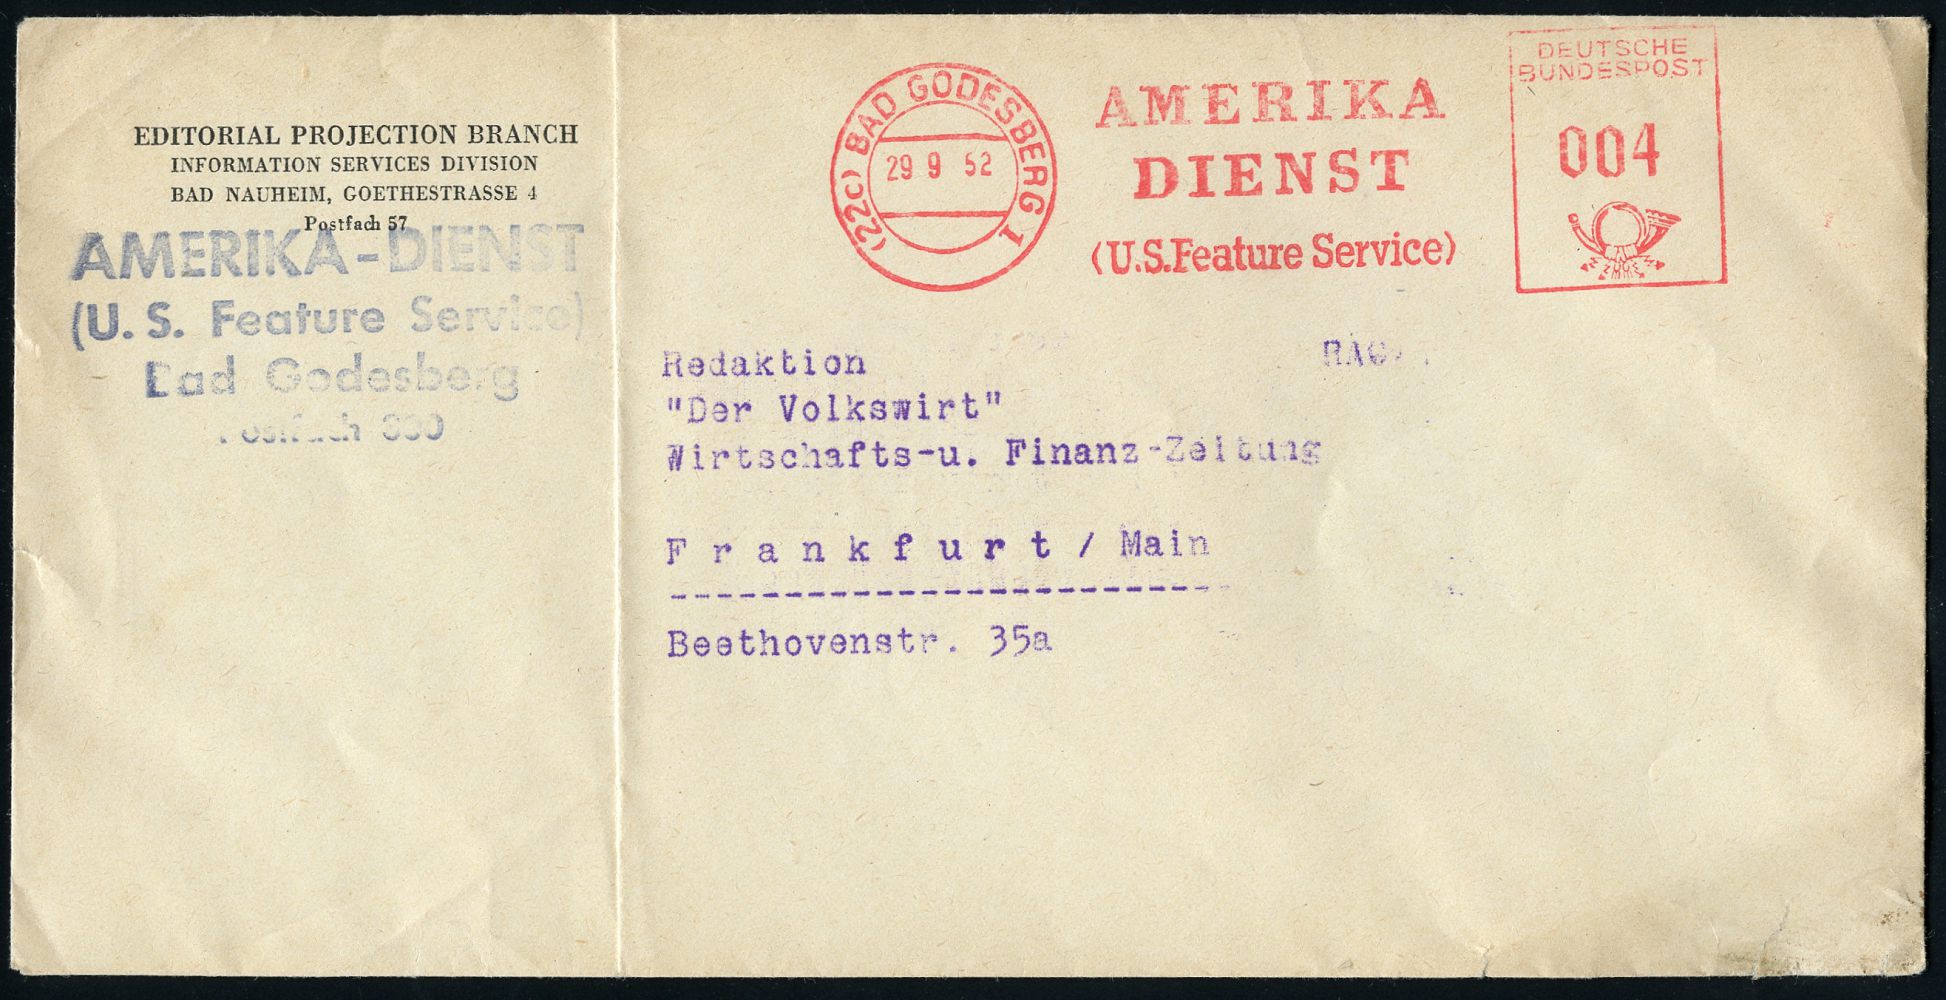 EDITORIAL PROJECTION BRANCH
INFORMATION SERVICES DIVISION
BAD NAUHEIM, GOETHESTRASSE 4
Postfach 57
AMERIKA-DIENST
(U. S. Feature Service)
Bad Godesberg
Postfach
(22c) BAD GODESBERG 1
29 9 52
AMERIKA
DIENST
(U.S.Feature Service)
DEUTSCHE
BUNDESPOST
004
Redaktion
"Der Volkswirt"
Wirtschafts-u. Finanz-Zeitung
F r a n k f u r t / Main
------------------------
Beethovenstr. 35a